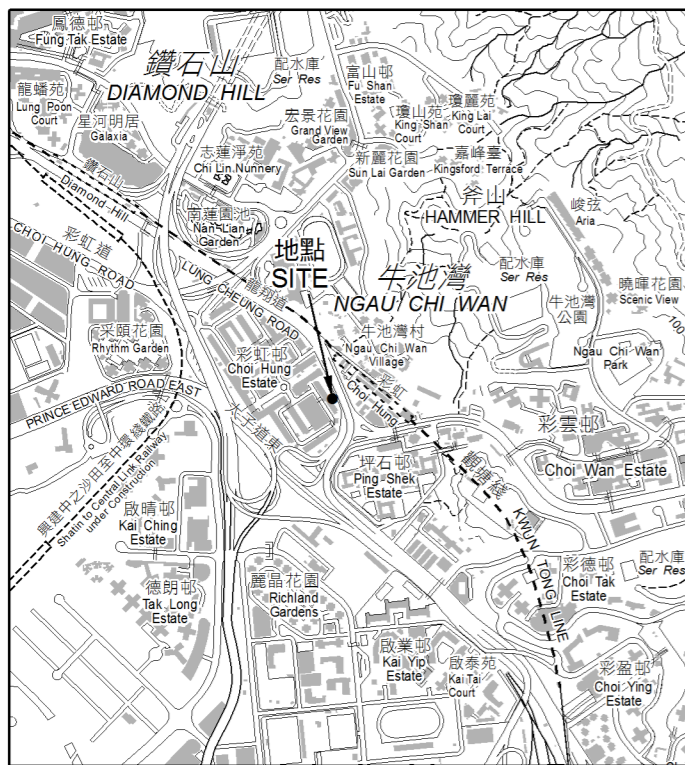 鳳德邨
Fung Tak Estate
鑽石山
DIAMOND HILL
配水庫
Ser Res
富山邨
Fu Shan
Estate
瓊麗苑
King Lai
Court
瓊山苑
King Shan
Court
龍蟠苑
Lung Poon
Court
星河明居
Galaxia
宏景花園
Grand View
Garden
志蓮淨苑
Chi Lin Nunnery
新麗花園
Sun Lai Garden
嘉峰臺
Kingsford Terrace
鑽石山
Diamond Hill
斧山
HAMMER HILL
峻弦
Aria
南蓮園池
Nan Lian
Garden
彩虹道
CHOI HUNG ROAD
地點
SITE
龍翔道
LUNG CHEUNG ROAD
牛池灣
NGAU CHI WAN
配水庫
Ser Res
曉暉花園
Scenic View
牛池灣
公園
Ngau Chi Wan
Park
100
采頤花園
Rhythm Garden
彩虹邨
Choi Hung
Estate
牛池灣村
Ngau Chi Wan
Village
彩虹
Choi Hung
PRINCE EDWARD ROAD EAST
太子道東
彩雲邨
Choi Wan Estate
坪石邨
Ping Shek
Estate
觀塘綫
KWUN TONG LINE
興建中之沙田至中環綫鐵路
Shatin to Central Link Railway
under Construction
啟晴邨
Kai Ching
Estate
德朗邨
Tak Long
Estate
麗晶花園
Richland
Gardens
彩德邨
Choi Tak
Estate
配水庫
Ser Res
啟業邨
Kai Yip
Estate
啟泰苑
Kai Tai
Court
彩盈邨
Choi Ying
Estate